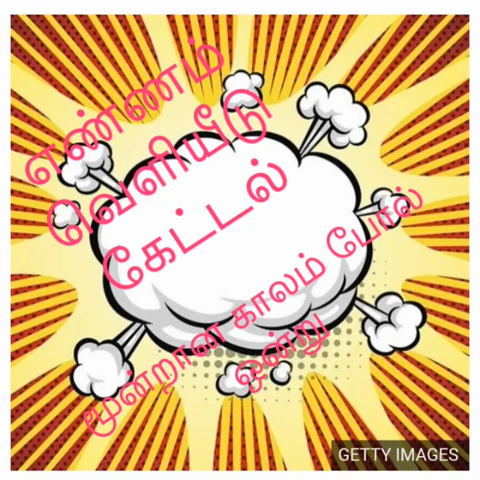 எண்ணம்
வெளியீடு
கேட்டல்
மூன்றான காலம் போல்
ஒன்று
GETTY IMAGES